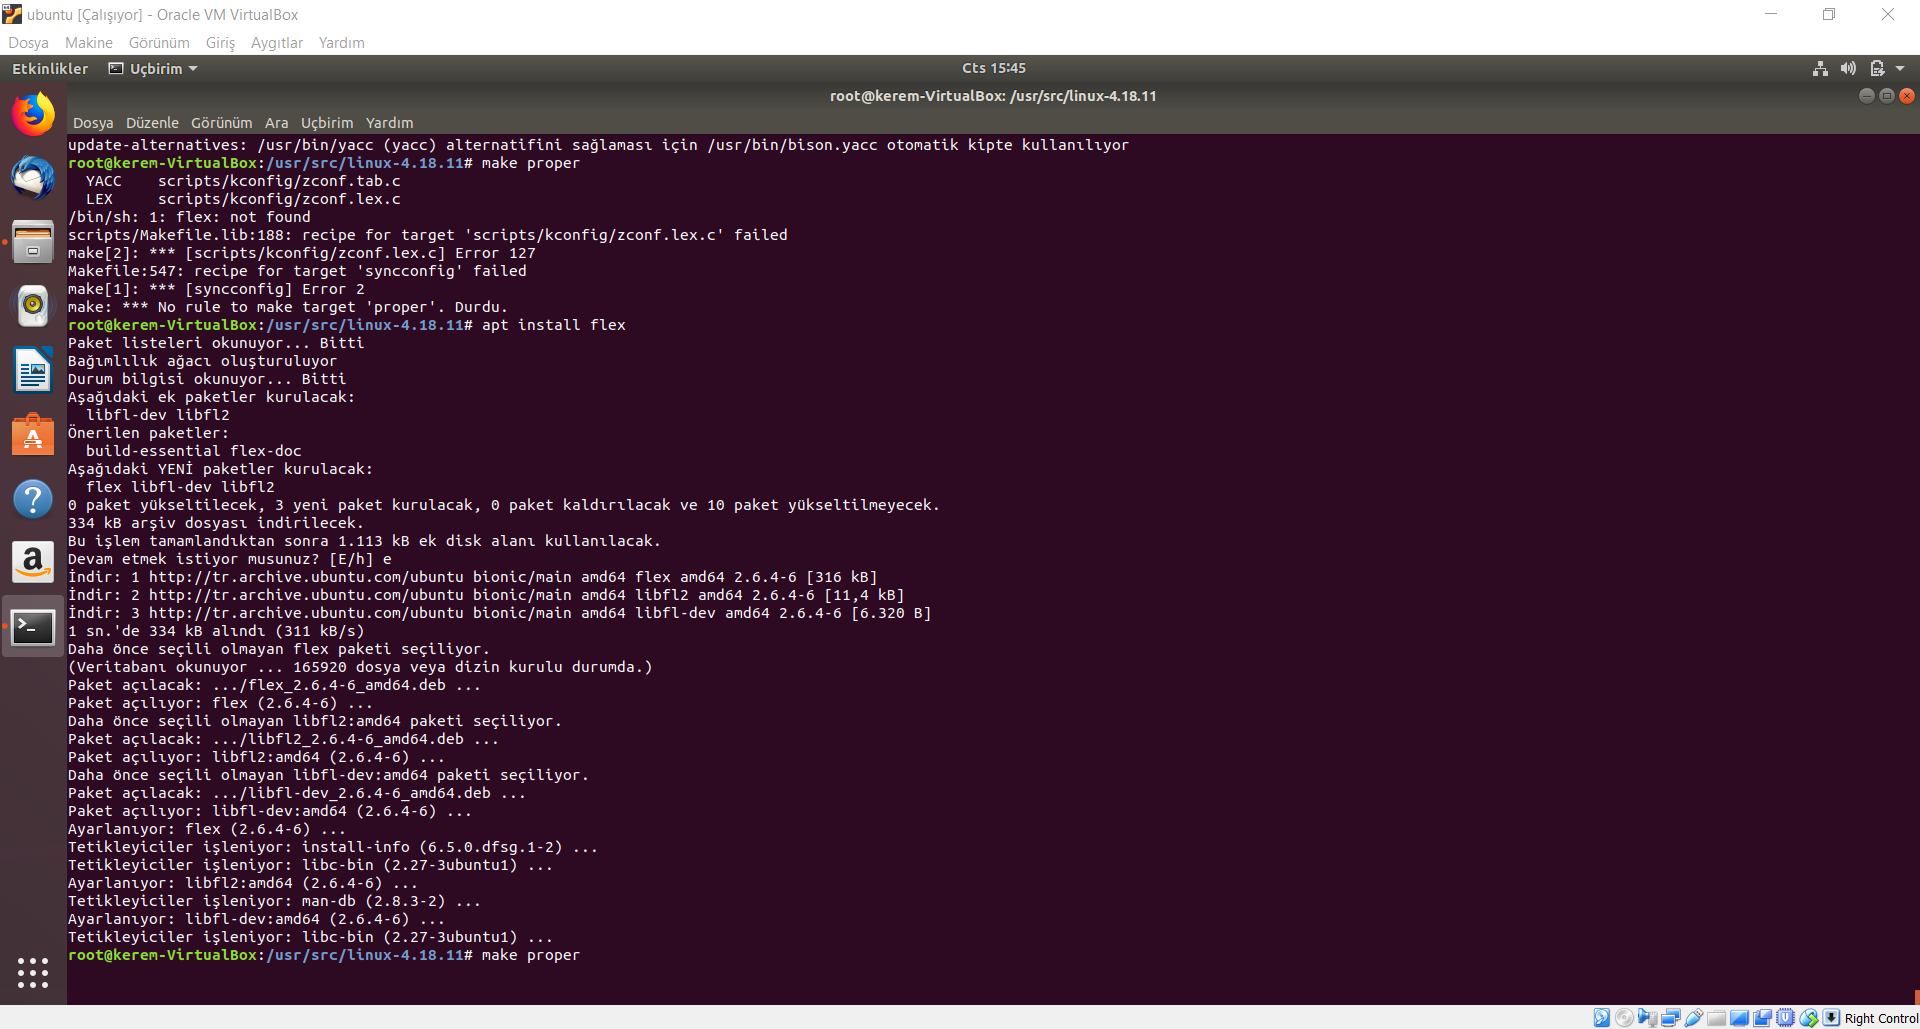 ubuntu [Çalışıyor] - Oracle VM VirtualBox
Dosya Makine Görünüm Giriş Aygıtlar Yardım
Etkinlikler Uçbirim Cts 15:45
root@kerem-VirtualBox: /usr/src/linux-4.18.11
Dosya Düzenle Görünüm Ara Uçbirim Yardım
update-alternatives: /usr/bin/yacc (yacc) alternatifini sağlaması için /usr/bin/bison.yacc otomatik kipte kullanılıyor
root@kerem-VirtualBox:/usr/src/linux-4.18.11# make proper
  YACC    scripts/kconfig/zconf.tab.c
  LEX     scripts/kconfig/zconf.lex.c
/bin/sh: 1: flex: not found
scripts/Makefile.lib:188: recipe for target 'scripts/kconfig/zconf.lex.c' failed
make[2]: *** [scripts/kconfig/zconf.lex.c] Error 127
Makefile:547: recipe for target 'syncconfig' failed
make[1]: *** [syncconfig] Error 2
make: *** No rule to make target 'proper'. Durdu.
root@kerem-VirtualBox:/usr/src/linux-4.18.11# apt install flex
Paket listeleri okunuyor... Bitti
Bağımlılık ağacı oluşturuluyor
Durum bilgisi okunuyor... Bitti
Aşağıdaki ek paketler kurulacak:
  libfl-dev libfl2
Önerilen paketler:
  build-essential flex-doc
Aşağıdaki YENİ paketler kurulacak:
  flex libfl-dev libfl2
0 paket yükseltilecek, 3 yeni paket kurulacak, 0 paket kaldırılacak ve 10 paket yükseltilmeyecek.
334 kB arşiv dosyası indirilecek.
Bu işlem tamamlandıktan sonra 1.113 kB ek disk alanı kullanılacak.
Devam etmek istiyor musunuz? [E/h] e
İndir: 1 http://tr.archive.ubuntu.com/ubuntu bionic/main amd64 flex amd64 2.6.4-6 [316 kB]
İndir: 2 http://tr.archive.ubuntu.com/ubuntu bionic/main amd64 libfl2 amd64 2.6.4-6 [11,4 kB]
İndir: 3 http://tr.archive.ubuntu.com/ubuntu bionic/main amd64 libfl-dev amd64 2.6.4-6 [6.320 B]
1 sn.'de 334 kB alındı (311 kB/s)
Daha önce seçili olmayan flex paketi seçiliyor.
(Veritabanı okunuyor ... 165920 dosya veya dizin kurulu durumda.)
Paket açılacak: .../flex_2.6.4-6_amd64.deb ...
Paket açılıyor: flex (2.6.4-6) ...
Daha önce seçili olmayan libfl2:amd64 paketi seçiliyor.
Paket açılacak: .../libfl2_2.6.4-6_amd64.deb ...
Paket açılıyor: libfl2:amd64 (2.6.4-6) ...
Daha önce seçili olmayan libfl-dev:amd64 paketi seçiliyor.
Paket açılacak: .../libfl-dev_2.6.4-6_amd64.deb ...
Paket açılıyor: libfl-dev:amd64 (2.6.4-6) ...
Ayarlanıyor: flex (2.6.4-6) ...
Tetikleyiciler işleniyor: install-info (6.5.0.dfsg.1-2) ...
Tetikleyiciler işleniyor: libc-bin (2.27-3ubuntu1) ...
Ayarlanıyor: libfl2:amd64 (2.6.4-6) ...
Tetikleyiciler işleniyor: man-db (2.8.3-2) ...
Ayarlanıyor: libfl-dev:amd64 (2.6.4-6) ...
Tetikleyiciler işleniyor: libc-bin (2.27-3ubuntu1) ...
root@kerem-VirtualBox:/usr/src/linux-4.18.11# make proper
Right Control